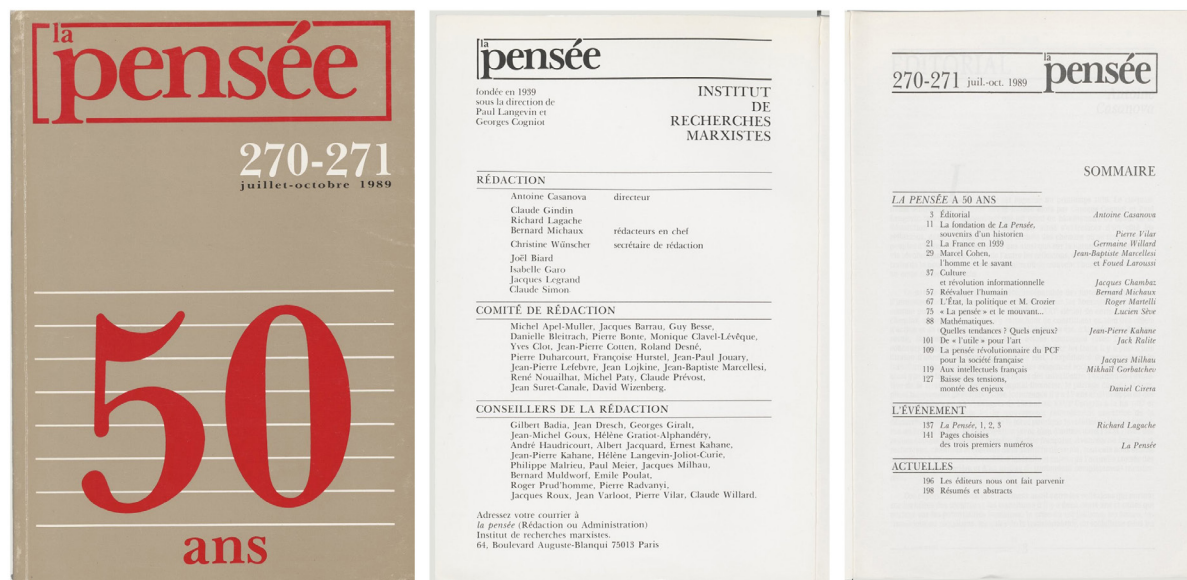 la
pensée
270-271
juillet-octobre 1989
50
ans
la
pensée
fondée en 1939
sous la direction de
Paul Langevin et
Georges Cogniot
INSTITUT
DE
RECHERCHES
MARXISTES
RÉDACTION
Antoine Casanova directeur
Claude Gindin
Richard Lagache
Bernard Michaux rédacteurs en chef
Christine Wünscher secrétaire de rédaction
Joël Biard
Isabelle Garo
Jacques Legrand
Claude Simon
COMITÉ DE RÉDACTION
Michel Apel-Muller, Jacques Barrau, Guy Besse,
Danielle Bleitrach, Pierre Bonte, Monique Clavel-Lévêque,
Yves Clot, Jean-Pierre Cotten, Roland Desné,
Pierre Duharcourt, Françoise Hurstel, Jean-Paul Jouary,
Jean-Pierre Lefebvre, Jean Lojkine, Jean-Baptiste Marcellesi,
René Nouailhat, Michel Paty, Claude Prévost,
Jean Suret-Canale, David Wizenberg.
CONSEILLERS DE LA RÉDACTION
Gilbert Badia, Jean Dresch, Georges Giralt,
Jean-Michel Goux, Hélène Gratiot-Alphandéry,
André Haudricourt, Albert Jacquard, Ernest Kahane,
Jean-Pierre Kahane, Hélène Langevin-Joliot-Curie,
Philippe Malrieu, Paul Meier, Jacques Milhau,
Bernard Muldworf, Emile Poulat,
Roger Prud'homme, Pierre Radvanyi,
Jacques Roux, Jean Varloot, Pierre Vilar, Claude Willard.
Adressez votre courrier à
la pensée (Rédaction ou Administration)
Institut de recherches marxistes.
64, Boulevard Auguste-Blanqui 75013 Paris
270-271 juil.-oct. 1989
la
pensée
SOMMAIRE
LA PENSÉE A 50 ANS
3 Éditorial Antoine Casanova
11 La fondation de La Pensée,
souvenirs d'un historien Pierre Vilar
21 La France en 1939 Germaine Willard
29 Marcel Cohen, Jean-Baptiste Marcellesi
l'homme et le savant et Foued Laroussi
37 Culture
et révolution informationnelle Jacques Chambaz
57 Réévaluer l'humain Bernard Michaux
67 L'État, la politique et M. Crozier Roger Martelli
75 « La pensée » et le mouvant... Lucien Sève
88 Mathématiques.
Quelles tendances ? Quels enjeux? Jean-Pierre Kahane
101 De « l'utile » pour l'art Jack Ralite
109 La pensée révolutionnaire du PCF
pour la société française Jacques Milhau
119 Aux intellectuels français Mikhaïl Gorbatchev
127 Baisse des tensions,
montée des enjeux Daniel Cirera
L'ÉVÉNEMENT
137 La Pensée, 1, 2, 3 Richard Lagache
141 Pages choisies
des trois premiers numéros La Pensée
ACTUELLES
196 Les éditeurs nous ont fait parvenir
198 Résumés et abstracts